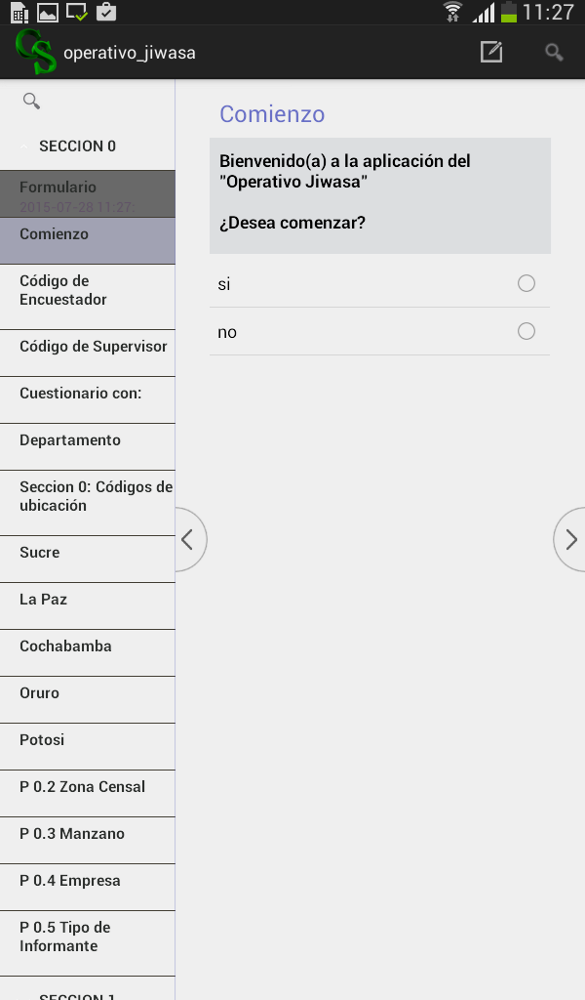 11:27
CS
operativo_jiwasa
SECCION 0
Formulario
2015-07-28 11:27:
Comienzo
Código de
Encuestador
Código de Supervisor
Cuestionario con:
Departamento
Seccion 0: Códigos de
ubicación
Sucre
La Paz
Cochabamba
Oruro
Potosi
P 0.2 Zona Censal
P 0.3 Manzano
P 0.4 Empresa
P 0.5 Tipo de
Informante
SECCION 1
Comienzo
Bienvenido(a) a la aplicación del
"Operativo Jiwasa"
¿Desea comenzar?
si
no